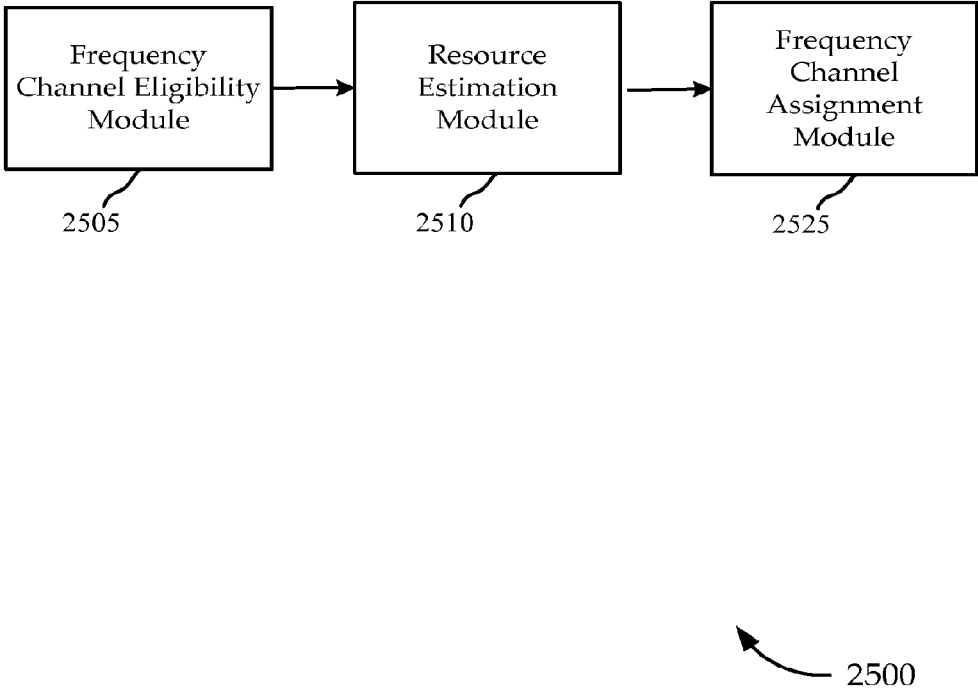 Frequency
Channel Eligibility
Module
Resource
Estimation
Module
Frequency
Channel
Assignment
Module
2505
2510
2525
2500